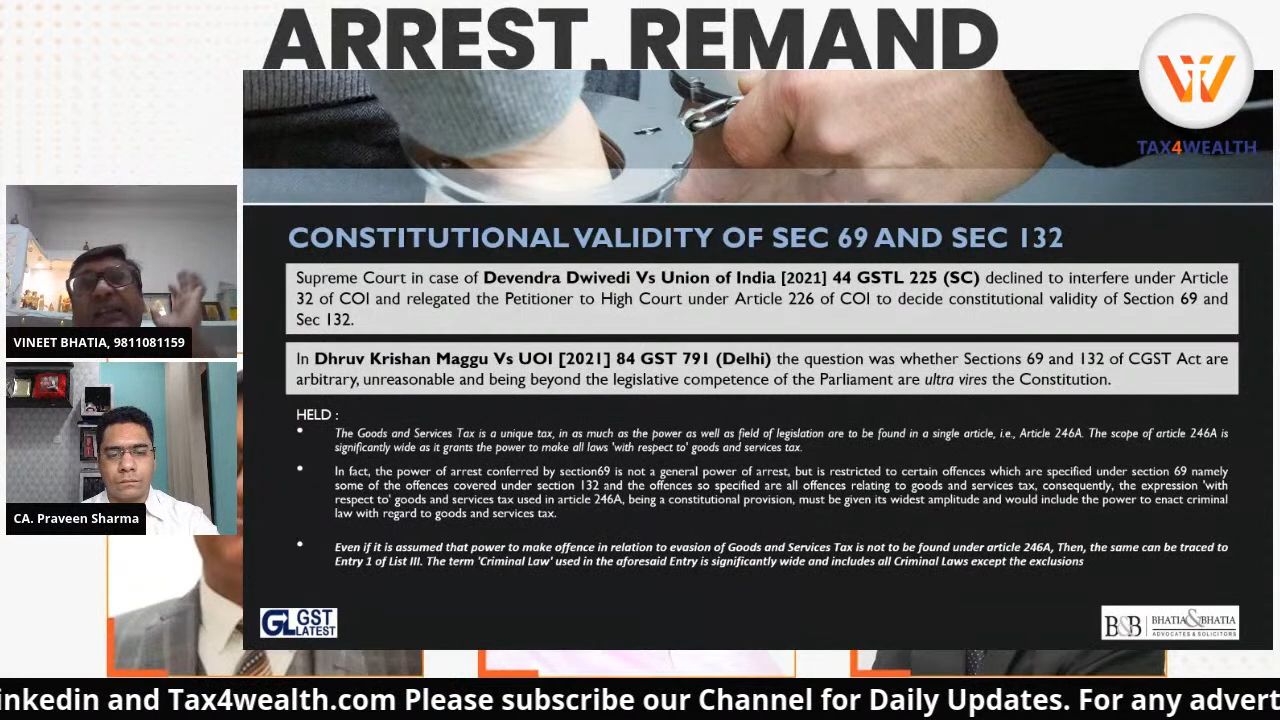 ARREST, REMAND
TAX4WEALTH
CONSTITUTIONAL VALIDITY OF SEC 69 AND SEC 132
Supreme Court in case of Devendra Dwivedi Vs Union of India [2021] 44 GSTL 225 (SC) declined to interfere under Article
32 of COI and relegated the Petitioner to High Court under Article 226 of COI to decide constitutional validity of Section 69 and
Sec 132.
In Dhruv Krishan Maggu Vs UOI [2021] 84 GST 791 (Delhi) the question was whether Sections 69 and 132 of CGST Act are
arbitrary, unreasonable and being beyond the legislative competence of the Parliament are ultra vires the Constitution.
HELD :
• The Goods and Services Tax is a unique tax, in as much as the power as well as field of legislation are to be found in a single article, i.e., Article 246A. The scope of article 246A is
significantly wide as it grants the power to make all laws 'with respect to' goods and services tax.
• In fact, the power of arrest conferred by section69 is not a general power of arrest, but is restricted to certain offences which are specified under section 69 namely
some of the offences covered under section 132 and the offences so specified are all offences relating to goods and services tax, consequently, the expression 'with
respect to' goods and services tax used in article 246A, being a constitutional provision, must be given its widest amplitude and would include the power to enact criminal
law with regard to goods and services tax.
• Even if it is assumed that power to make offence in relation to evasion of Goods and Services Tax is not to be found under article 246A, Then, the same can be traced to
Entry 1 of List III. The term 'Criminal Law' used in the aforesaid Entry is significantly wide and includes all Criminal Laws except the exclusions
VINEET BHATIA, 9811081159
CA. Praveen Sharma
GL GST
LATEST
B&B BHATIA&BHATIA
ADVOCATES & SOLICITORS
inkedin and Tax4wealth.com Please subscribe our Channel for Daily Updates. For any advert